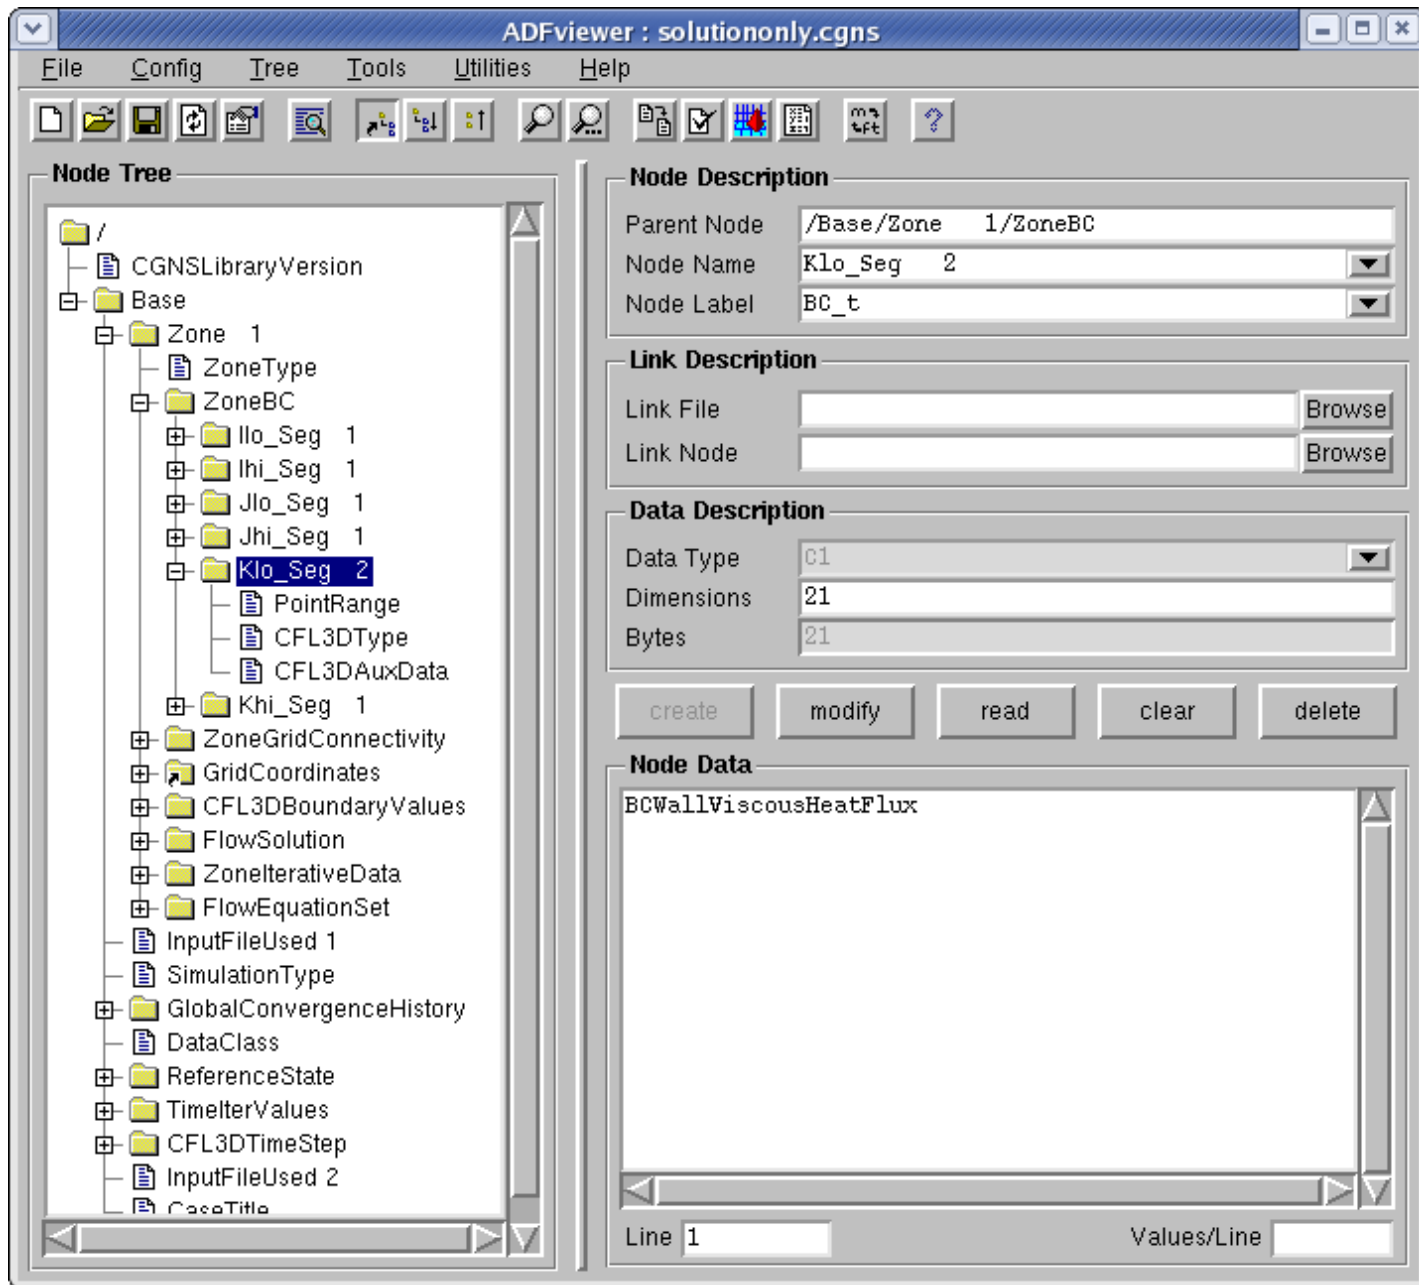 ADFviewer : solutiononly.cgns
File Config Tree Tools Utilities Help
Node Tree
/
CGNSLibraryVersion
Base
Zone 1
ZoneType
ZoneBC
Ilo_Seg 1
Ihi_Seg 1
Jlo_Seg 1
Jhi_Seg 1
Klo_Seg 2
PointRange
CFL3DType
CFL3DAuxData
Khi_Seg 1
ZoneGridConnectivity
GridCoordinates
CFL3DBoundaryValues
FlowSolution
ZoneIterativeData
FlowEquationSet
InputFileUsed 1
SimulationType
GlobalConvergenceHistory
DataClass
ReferenceState
TimeIterValues
CFL3DTimeStep
InputFileUsed 2
CaseTitle
Node Description
Parent Node /Base/Zone 1/ZoneBC
Node Name Klo_Seg 2
Node Label BC_t
Link Description
Link File Browse
Link Node Browse
Data Description
Data Type C1
Dimensions 21
Bytes 21
create modify read clear delete
Node Data
BCWallViscousHeatFlux
Line 1 Values/Line